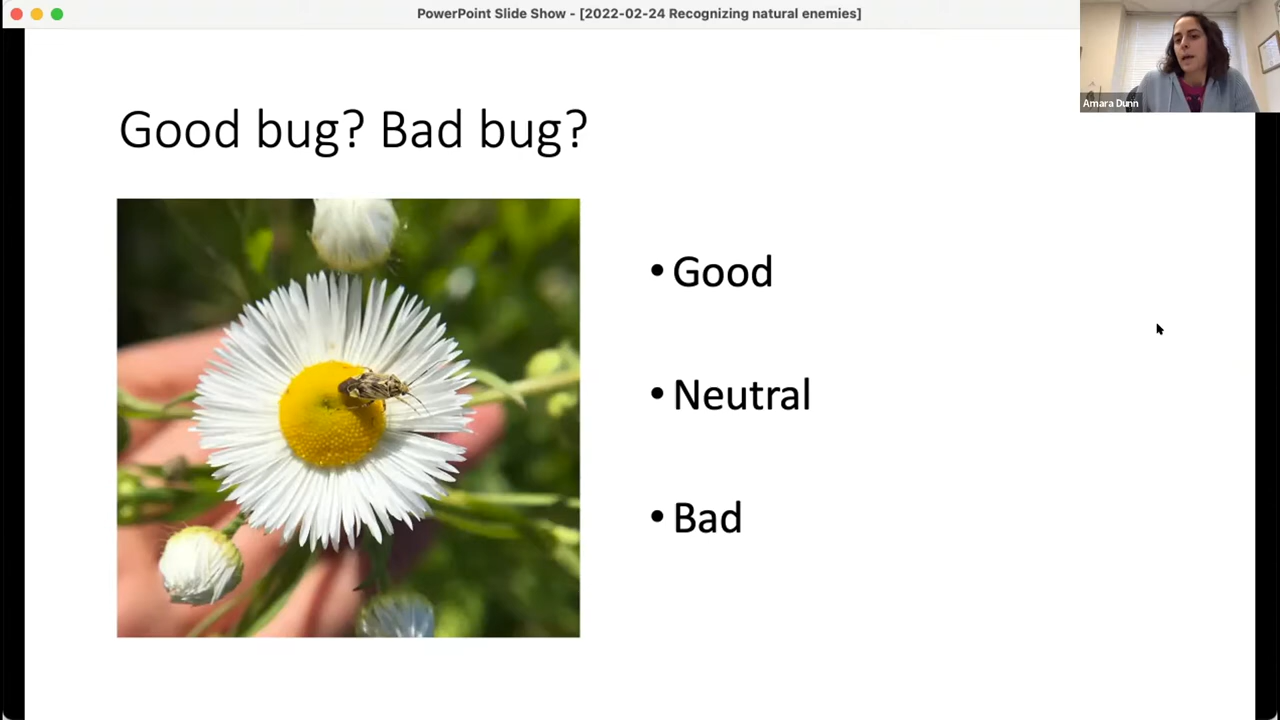 PowerPoint Slide Show - [2022-02-24 Recognizing natural enemies]
Amara Dunn
Good bug? Bad bug?
• Good
• Neutral
• Bad